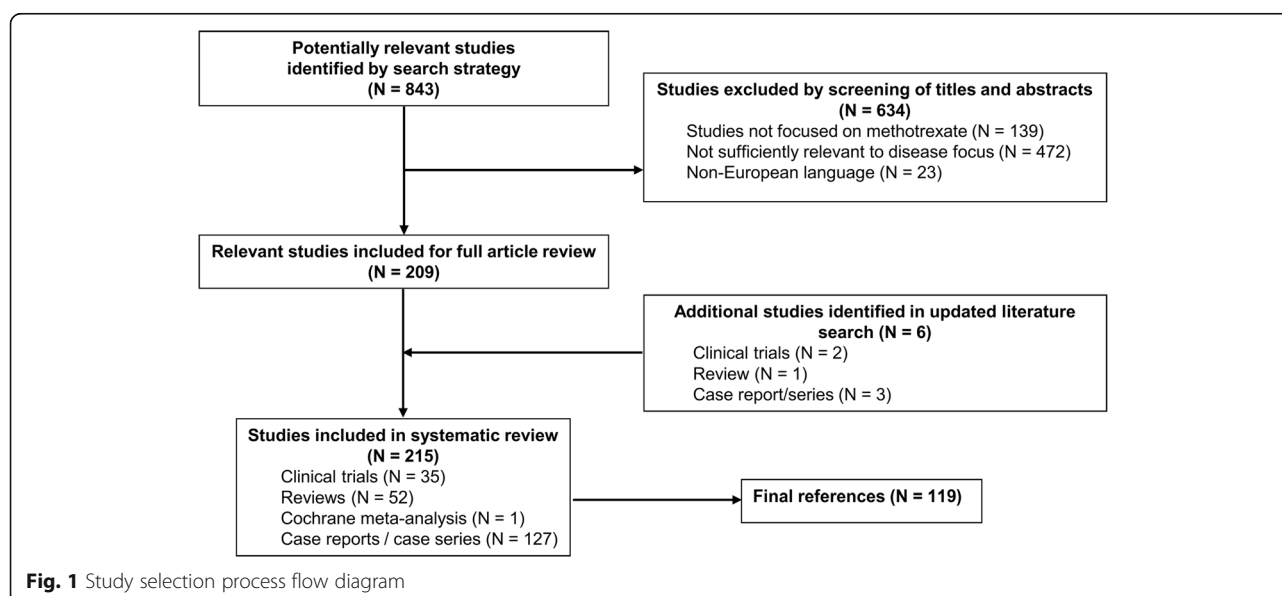 Potentially relevant studies
identified by search strategy
(N = 843)
Studies excluded by screening of titles and abstracts
(N = 634)
Studies not focused on methotrexate (N = 139)
Not sufficiently relevant to disease focus (N = 472)
Non-European language (N = 23)
Relevant studies included for full article review
(N = 209)
Additional studies identified in updated literature
search (N = 6)
Clinical trials (N = 2)
Review (N = 1)
Case report/series (N = 3)
Studies included in systematic review
(N = 215)
Clinical trials (N = 35)
Reviews (N = 52)
Cochrane meta-analysis (N = 1)
Case reports / case series (N = 127)
Final references (N = 119)
Fig. 1 Study selection process flow diagram